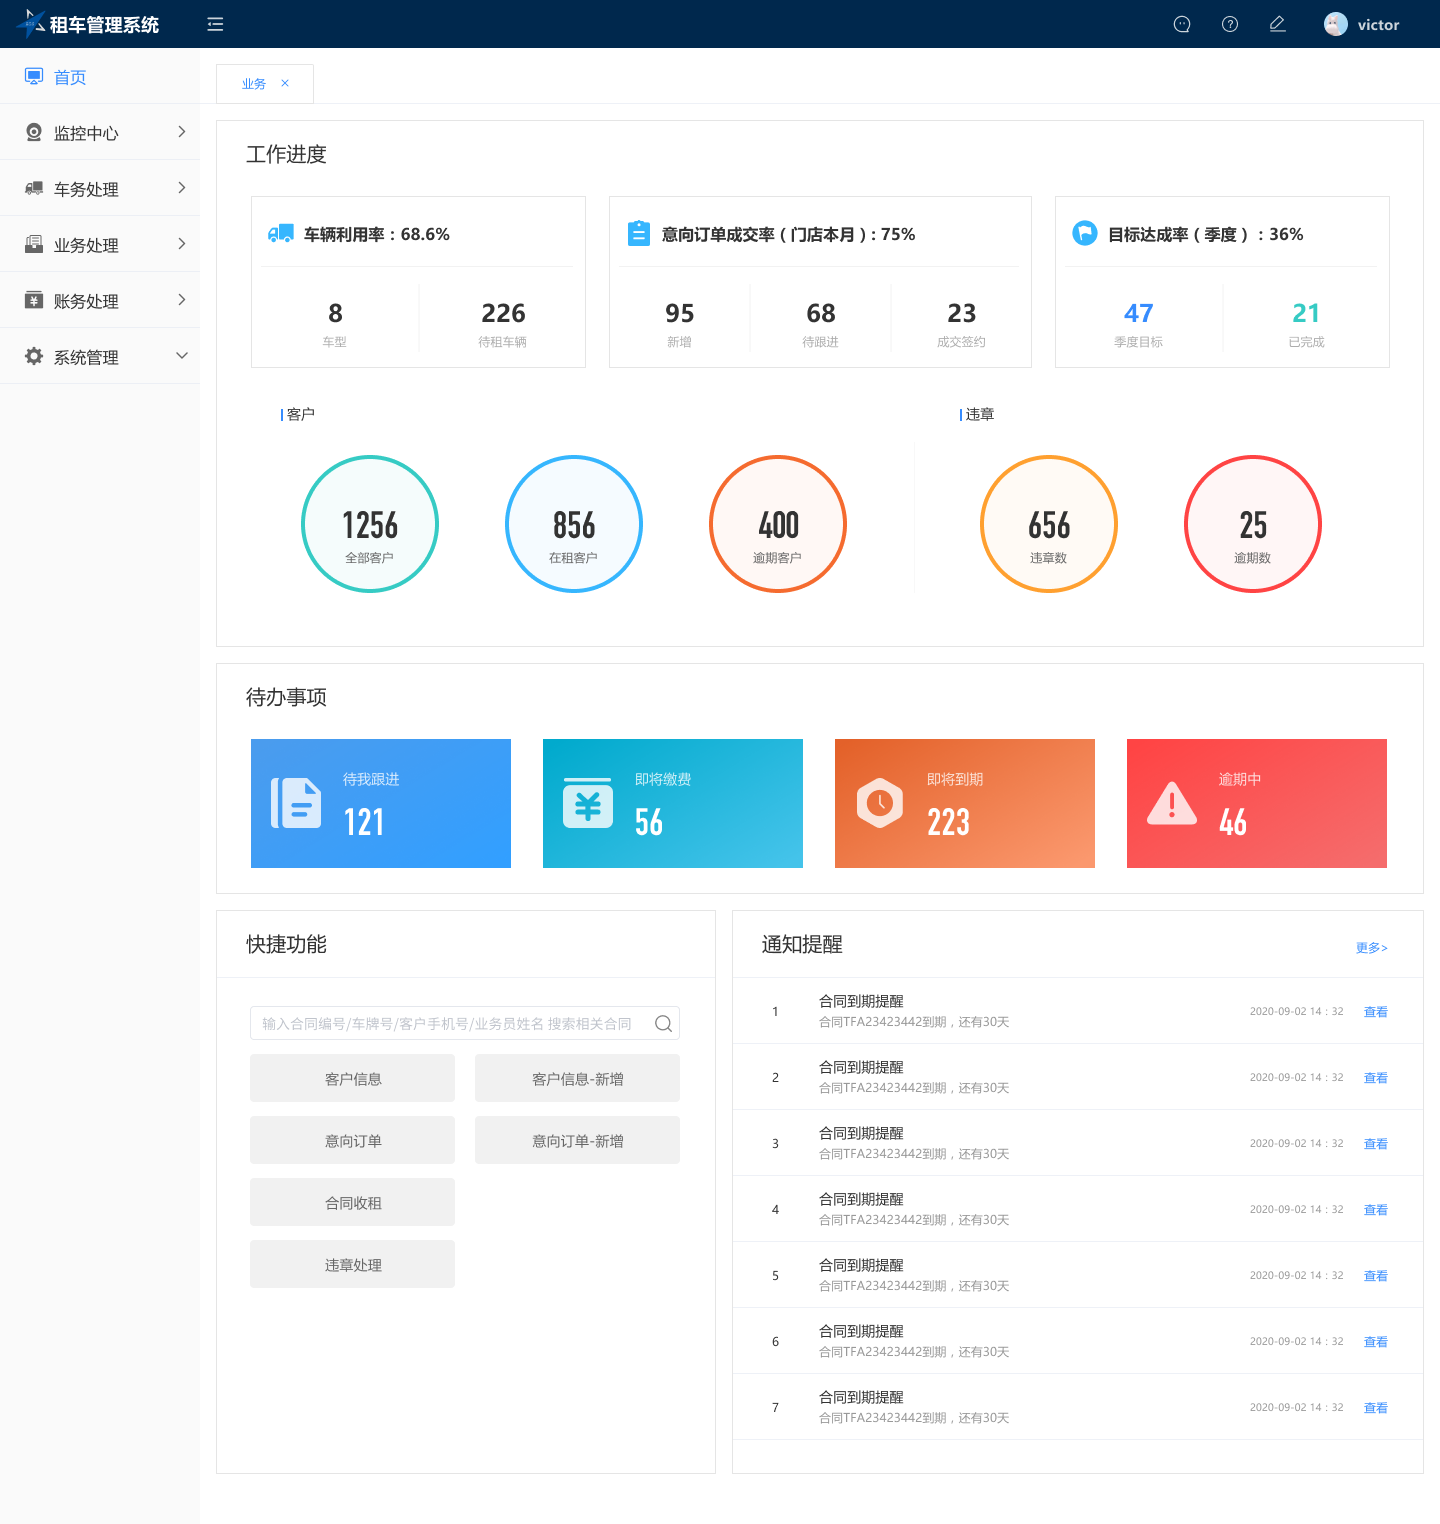 租车管理系统
victor
首页
监控中心
车务处理
业务处理
账务处理
系统管理
业务 ×
工作进度
车辆利用率：68.6%
8
车型
226
待租车辆
意向订单成交率（门店本月）: 75%
95
新增
68
待跟进
23
成交签约
目标达成率（季度）：36%
47
季度目标
21
已完成
客户
1256
全部客户
856
在租客户
400
逾期客户
违章
656
违章数
25
逾期数
待办事项
待我跟进
121
即将缴费
56
即将到期
223
逾期中
46
快捷功能
输入合同编号/车牌号/客户手机号/业务员姓名 搜索相关合同
客户信息
客户信息-新增
意向订单
意向订单-新增
合同收租
违章处理
通知提醒
更多>
1
合同到期提醒
合同TFA23423442到期，还有30天
2020-09-02 14：32 查看
2
合同到期提醒
合同TFA23423442到期，还有30天
2020-09-02 14：32 查看
3
合同到期提醒
合同TFA23423442到期，还有30天
2020-09-02 14：32 查看
4
合同到期提醒
合同TFA23423442到期，还有30天
2020-09-02 14：32 查看
5
合同到期提醒
合同TFA23423442到期，还有30天
2020-09-02 14：32 查看
6
合同到期提醒
合同TFA23423442到期，还有30天
2020-09-02 14：32 查看
7
合同到期提醒
合同TFA23423442到期，还有30天
2020-09-02 14：32 查看